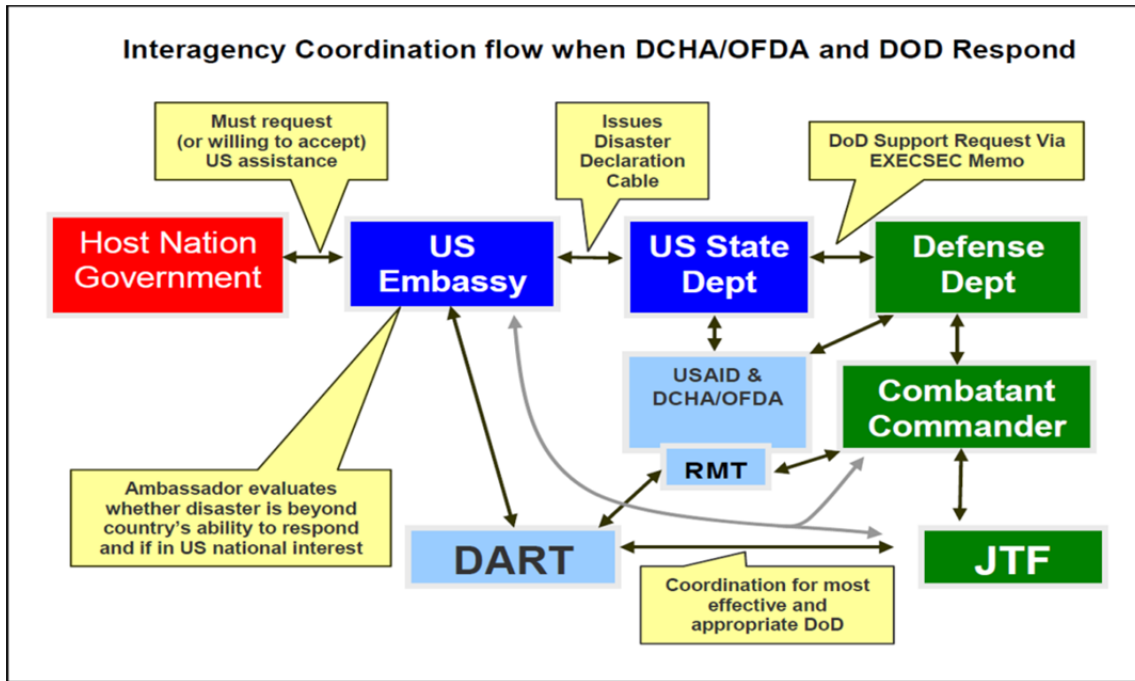 Interagency Coordination flow when DCHA/OFDA and DOD Respond
Must request
(or willing to accept)
US assistance
Issues
Disaster
Declaration
Cable
DoD Support Request Via
EXECSEC Memo
Host Nation
Government
US
Embassy
US State
Dept
Defense
Dept
USAID &
DCHA/OFDA
Combatant
Commander
RMT
Ambassador evaluates
whether disaster is beyond
country's ability to respond
and if in US national interest
DART
JTF
Coordination for most
effective and
appropriate DoD